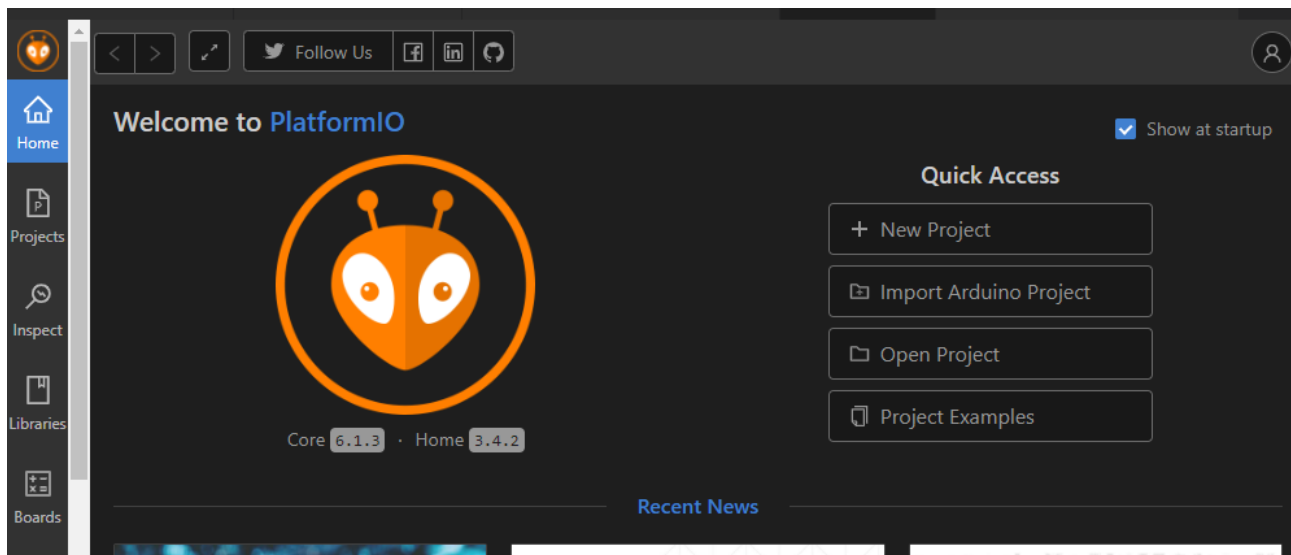 Follow Us
Home
Welcome to PlatformIO
Show at startup
Quick Access
Projects
New Project
Import Arduino Project
Inspect
Open Project
Libraries
Project Examples
Core 6.1.3 · Home 3.4.2
Boards
Recent News